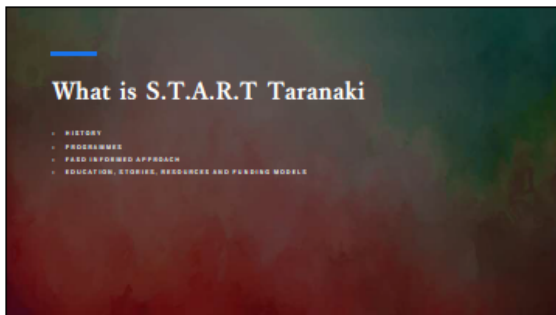 What is S.T.A.R.T Taranaki
HISTORY
PROGRAMMES
FASD INFORMED APPROACH
EDUCATION, STORIES, RESOURCES AND FUNDING MODELS